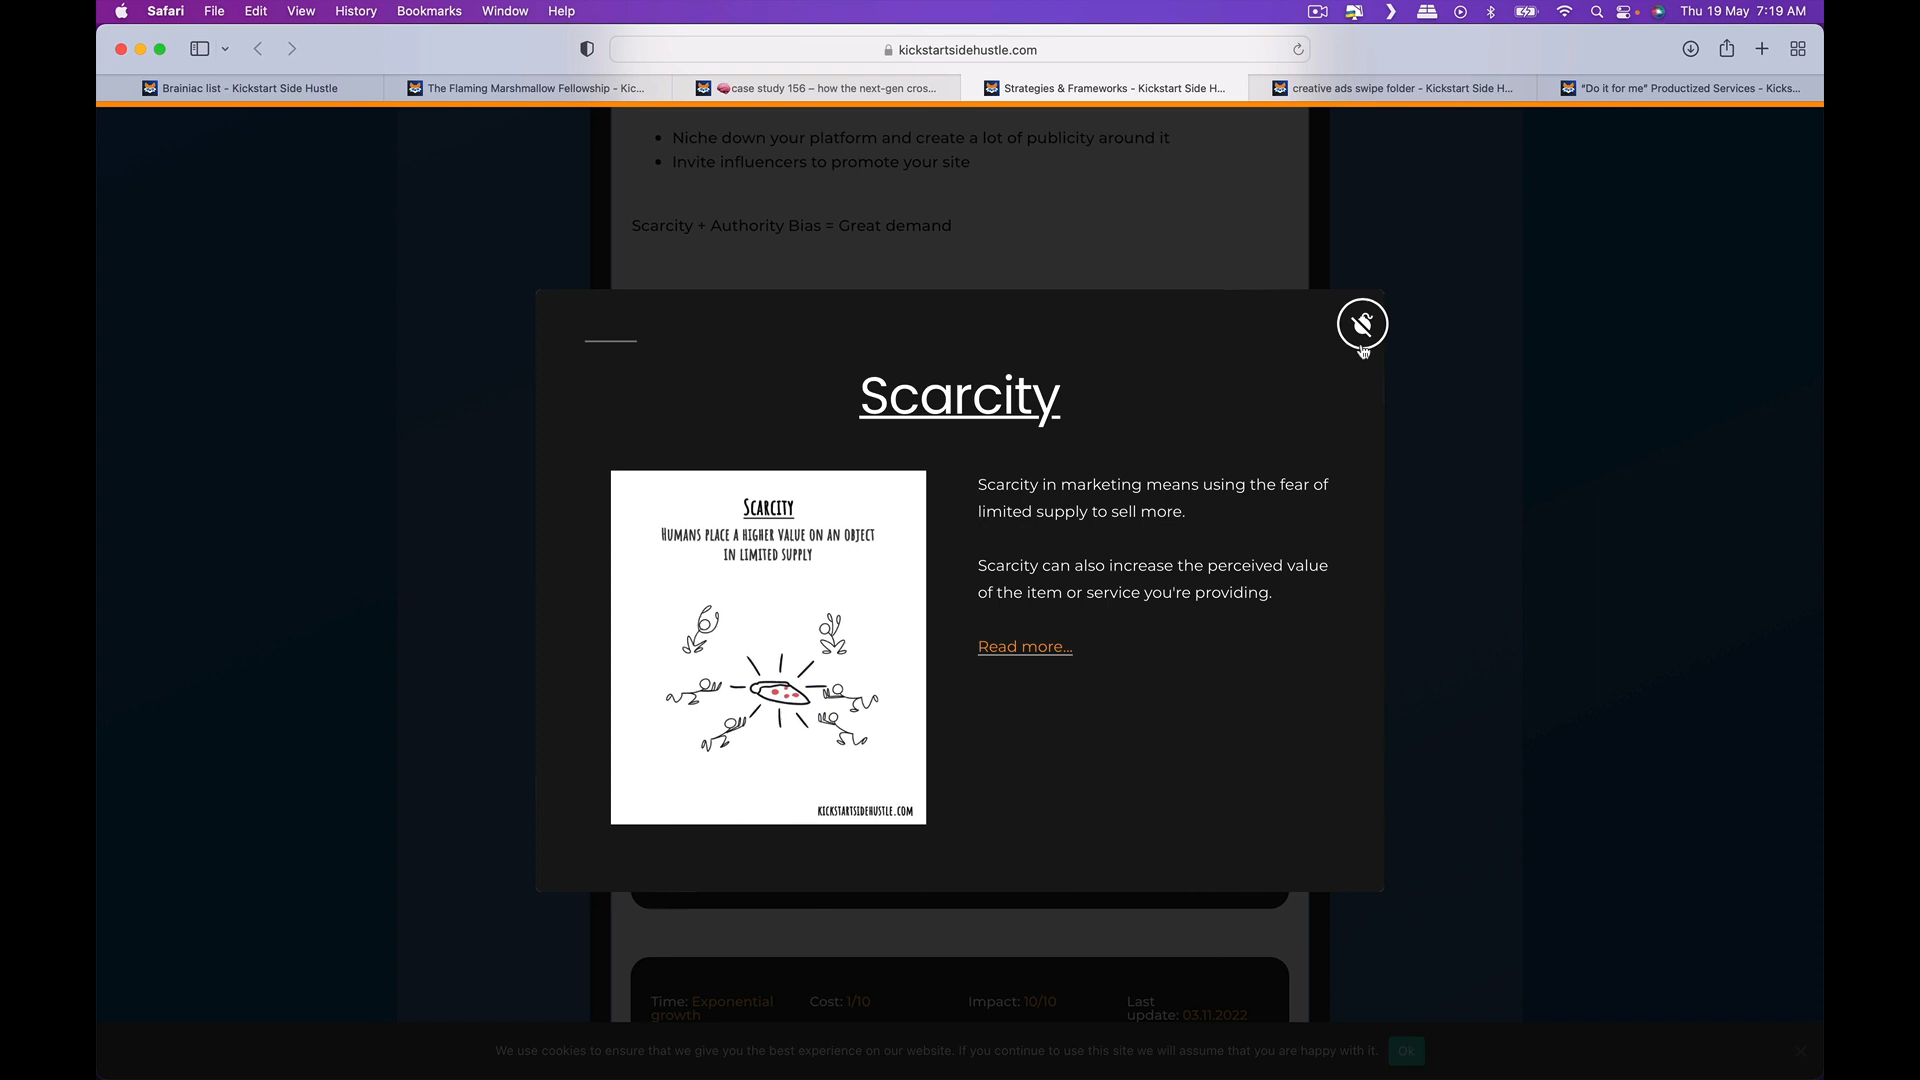 Safari File Edit View History Bookmarks Window Help Thu 19 May 7:19 AM
kickstartsidehustle.com
Brainiac list - Kickstart Side Hustle The Flaming Marshmallow Fellowship - Kic... case study 156 – how the next-gen cros... Strategies & Frameworks - Kickstart Side H... creative ads swipe folder - Kickstart Side H... "Do it for me" Productized Services - Kicks...
• Niche down your platform and create a lot of publicity around it
• Invite influencers to promote your site
Scarcity + Authority Bias = Great demand
Scarcity
SCARCITY
HUMANS PLACE A HIGHER VALUE ON AN OBJECT
IN LIMITED SUPPLY
KICKSTARTSIDEHUSTLE.COM
Scarcity in marketing means using the fear of
limited supply to sell more.
Scarcity can also increase the perceived value
of the item or service you're providing.
Read more...
Time: Exponential growth
Cost: 1/10
Impact: 10/10
Last update: 03.11.2022
We use cookies to ensure that we give you the best experience on our website. If you continue to use this site we will assume that you are happy with it. Ok